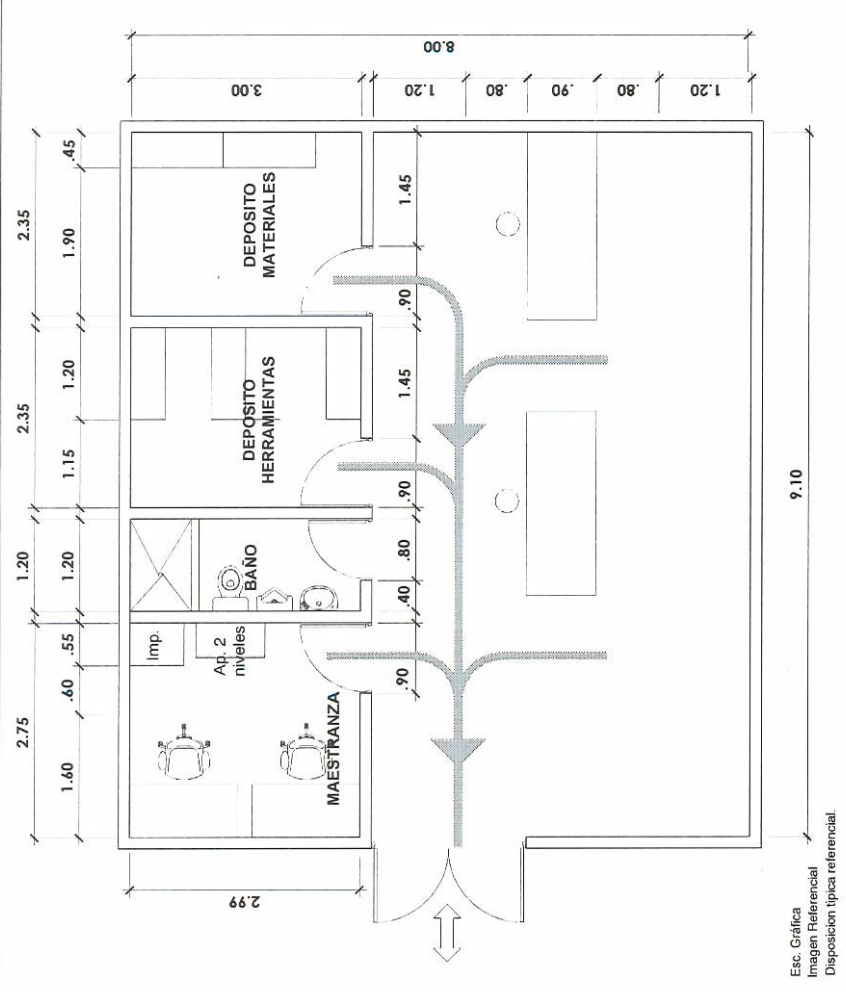 2.75 1.20 2.35 2.35
1.60 .60 .55 1.20 1.15 1.20 1.90 .45
8.00
3.00
1.20
.80
.90
.80
1.20
2.99
Imp.
Ap. 2
niveles
MAESTRANZA
BAÑO
DEPOSITO
HERRAMIENTAS
DEPOSITO
MATERIALES
.90 .40 .80 .90 1.45 .90 1.45
9.10
Esc. Gráfica
Imagen Referencial
Disposicion típica referencial.